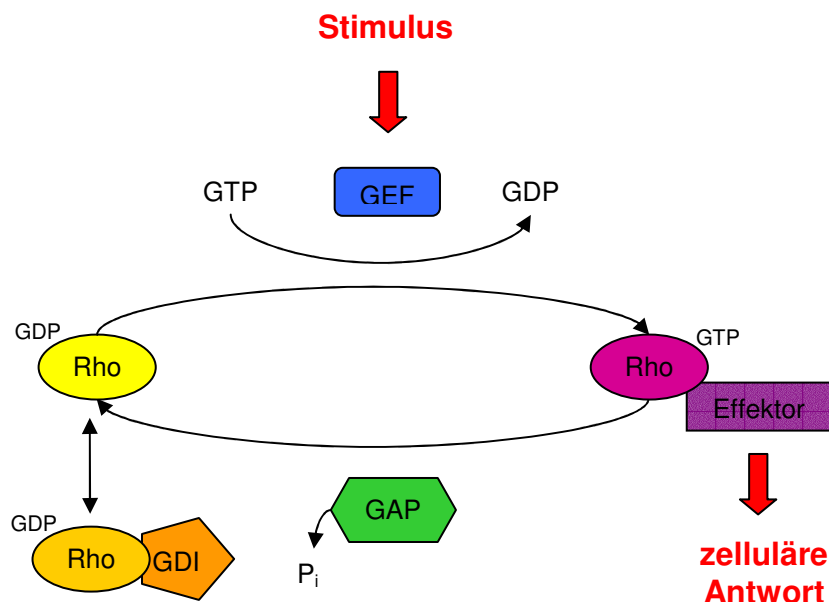 Stimulus
GTP
GEF
GDP
GDP
Rho
Rho
GTP
Effektor
GDP
Rho
GDI
GAP
Pi
zelluläre
Antwort